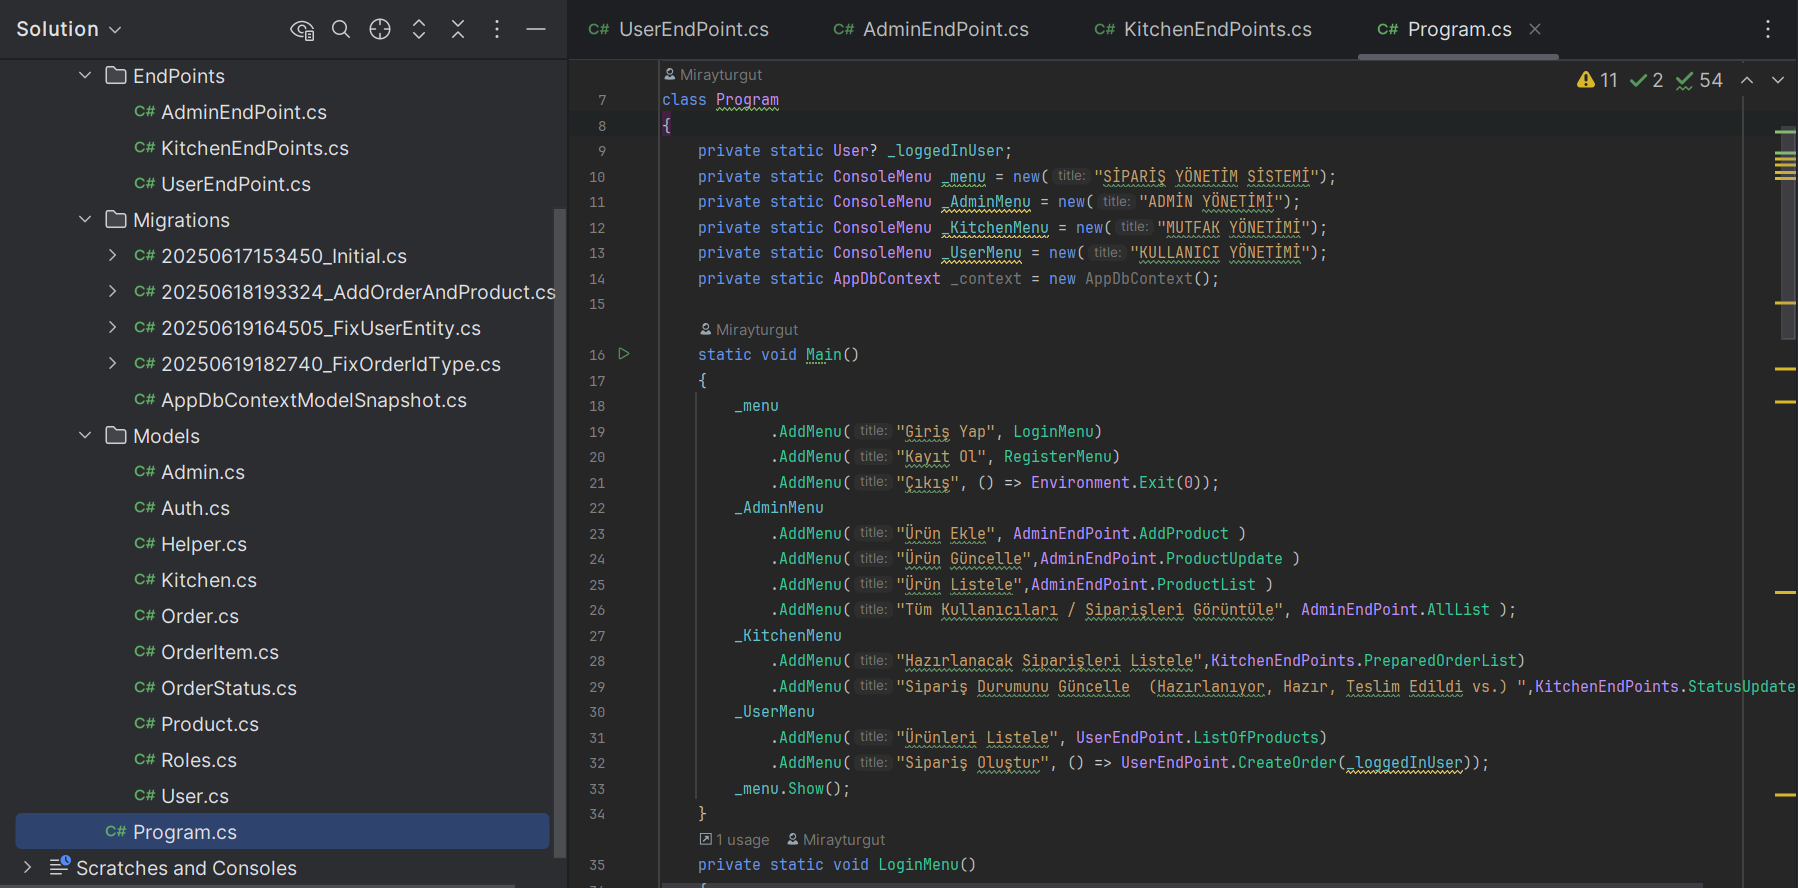 Solution
EndPoints
C# AdminEndPoint.cs
C# KitchenEndPoints.cs
C# UserEndPoint.cs
Migrations
C# 20250617153450_Initial.cs
C# 20250618193324_AddOrderAndProduct.cs
C# 20250619164505_FixUserEntity.cs
C# 20250619182740_FixOrderIdType.cs
C# AppDbContextModelSnapshot.cs
Models
C# Admin.cs
C# Auth.cs
C# Helper.cs
C# Kitchen.cs
C# Order.cs
C# OrderItem.cs
C# OrderStatus.cs
C# Product.cs
C# Roles.cs
C# User.cs
C# Program.cs
Scratches and Consoles
C# UserEndPoint.cs C# AdminEndPoint.cs C# KitchenEndPoints.cs C# Program.cs
Mirayturgut
11 2 54
7 class Program
8 {
9 private static User? _loggedInUser;
10 private static ConsoleMenu _menu = new( title: "SİPARİŞ YÖNETİM SİSTEMİ");
11 private static ConsoleMenu _AdminMenu = new( title: "ADMİN YÖNETİMİ");
12 private static ConsoleMenu _KitchenMenu = new( title: "MUTFAK YÖNETİMİ");
13 private static ConsoleMenu _UserMenu = new( title: "KULLANICI YÖNETİMİ");
14 private static AppDbContext _context = new AppDbContext();
15
Mirayturgut
16 static void Main()
17 {
18 _menu
19 .AddMenu( title: "Giriş Yap", LoginMenu)
20 .AddMenu( title: "Kayıt Ol", RegisterMenu)
21 .AddMenu( title: "Çıkış", () => Environment.Exit(0));
22 _AdminMenu
23 .AddMenu( title: "Ürün Ekle", AdminEndPoint.AddProduct )
24 .AddMenu( title: "Ürün Güncelle",AdminEndPoint.ProductUpdate )
25 .AddMenu( title: "Ürün Listele",AdminEndPoint.ProductList )
26 .AddMenu( title: "Tüm Kullanıcıları / Siparişleri Görüntüle", AdminEndPoint.AllList );
27 _KitchenMenu
28 .AddMenu( title: "Hazırlanacak Siparişleri Listele",KitchenEndPoints.PreparedOrderList)
29 .AddMenu( title: "Sipariş Durumunu Güncelle  (Hazırlanıyor, Hazır, Teslim Edildi vs.) ",KitchenEndPoints.StatusUpdate
30 _UserMenu
31 .AddMenu( title: "Ürünleri Listele", UserEndPoint.ListOfProducts)
32 .AddMenu( title: "Sipariş Oluştur", () => UserEndPoint.CreateOrder(_loggedInUser));
33 _menu.Show();
34 }
1 usage Mirayturgut
35 private static void LoginMenu()